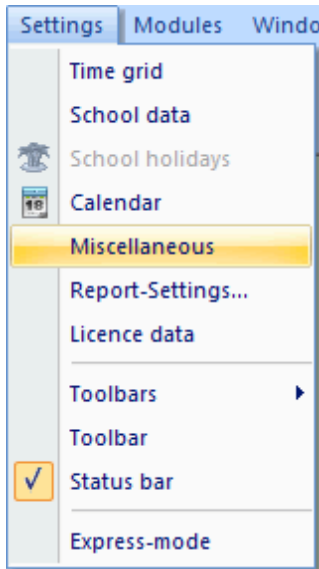 Settings Modules
Time grid
School data
School holidays
18 Calendar
Miscellaneous
Report-Settings...
Licence data
Toolbars
Toolbar
Status bar
Express-mode